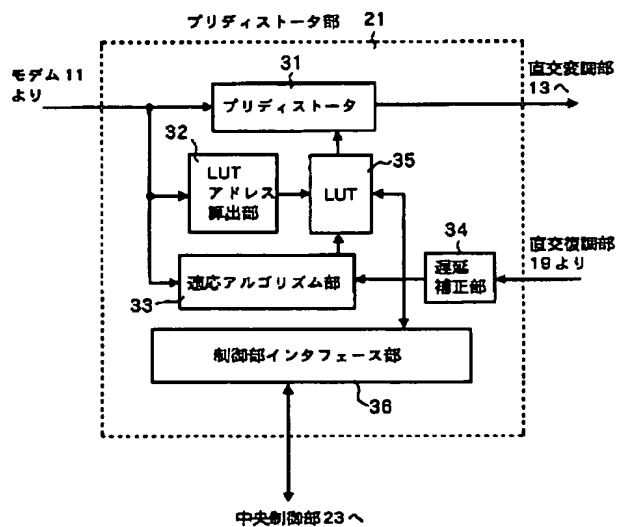 プリディストータ部
21
モデム11
より
31
プリディストータ
直交変調部
13へ
32
LUT
アドレス
算出部
LUT
35
34
遅延
補正部
直交復調部
19より
適応アルゴリズム部
33
制御部インタフェース部
36
中央制御部23へ